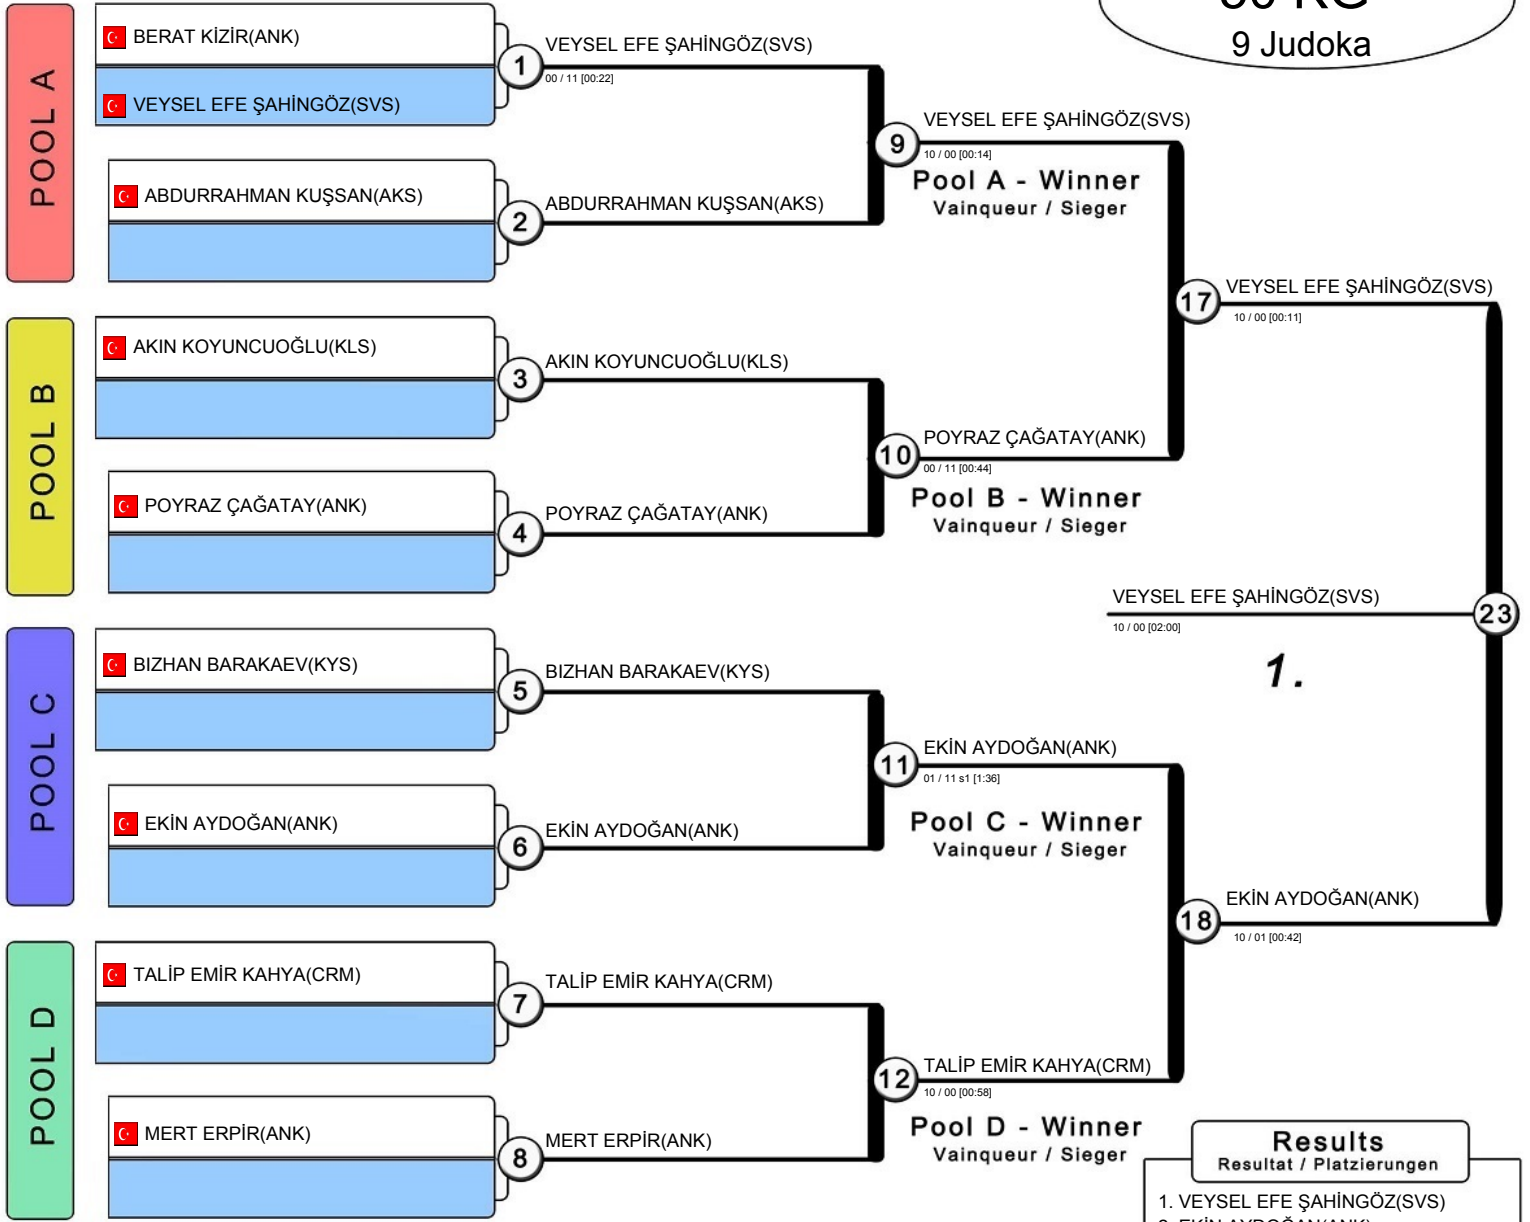 9 Judoka
POOL A
BERAT KİZİR(ANK)
VEYSEL EFE ŞAHİNGÖZ(SVS)
1
VEYSEL EFE ŞAHİNGÖZ(SVS)
00 / 11 [00:22]
ABDURRAHMAN KUŞSAN(AKS)
2
ABDURRAHMAN KUŞSAN(AKS)
9
VEYSEL EFE ŞAHİNGÖZ(SVS)
10 / 00 [00:14]
Pool A - Winner
Vainqueur / Sieger
POOL B
AKIN KOYUNCUOĞLU(KLS)
3
AKIN KOYUNCUOĞLU(KLS)
POYRAZ ÇAĞATAY(ANK)
4
POYRAZ ÇAĞATAY(ANK)
10
POYRAZ ÇAĞATAY(ANK)
00 / 11 [00:44]
Pool B - Winner
Vainqueur / Sieger
17
VEYSEL EFE ŞAHİNGÖZ(SVS)
10 / 00 [00:11]
POOL C
BIZHAN BARAKAEV(KYS)
5
BIZHAN BARAKAEV(KYS)
EKİN AYDOĞAN(ANK)
6
EKİN AYDOĞAN(ANK)
11
EKİN AYDOĞAN(ANK)
01 / 11 s1 [1:36]
Pool C - Winner
Vainqueur / Sieger
VEYSEL EFE ŞAHİNGÖZ(SVS)
10 / 00 [02:00]
23
1.
POOL D
TALİP EMİR KAHYA(CRM)
7
TALİP EMİR KAHYA(CRM)
MERT ERPİR(ANK)
8
MERT ERPİR(ANK)
12
TALİP EMİR KAHYA(CRM)
10 / 00 [00:58]
Pool D - Winner
Vainqueur / Sieger
18
EKİN AYDOĞAN(ANK)
10 / 01 [00:42]
Results
Resultat / Platzierungen
1. VEYSEL EFE ŞAHİNGÖZ(SVS)